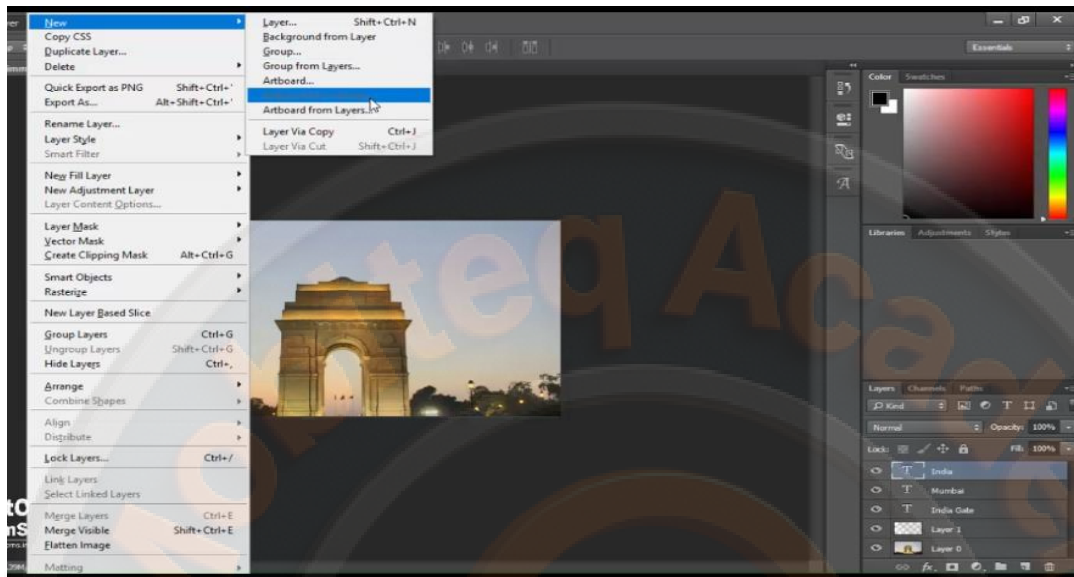 yer
New
Copy CSS
Duplicate Layer...
Delete
Quick Export as PNG Shift+Ctrl+'
Export As... Alt+Shift+Ctrl+'
Rename Layer...
Layer Style
Smart Filter
New Fill Layer
New Adjustment Layer
Layer Content Options...
Layer Mask
Vector Mask
Create Clipping Mask Alt+Ctrl+G
Smart Objects
Rasterize
New Layer Based Slice
Group Layers Ctrl+G
Ungroup Layers Shift+Ctrl+G
Hide Layers Ctrl+,
Arrange
Combine Shapes
Align
Distribute
Lock Layers... Ctrl+/
Link Layers
Select Linked Layers
Merge Layers Ctrl+E
Merge Visible Shift+Ctrl+E
Flatten Image
Matting
Layer... Shift+Ctrl+N
Background from Layer
Group...
Group from Layers...
Artboard...
Artboard from Layers...
Layer Via Copy Ctrl+J
Layer Via Cut Shift+Ctrl+J
Essentials
Color Swatches
Libraries Adjustments Styles
Layers Channels Paths
Kind
Normal Opacity: 100%
Lock: Fill: 100%
T India
T Mumbai
T India Gate
Layer 1
Layer 0
fx